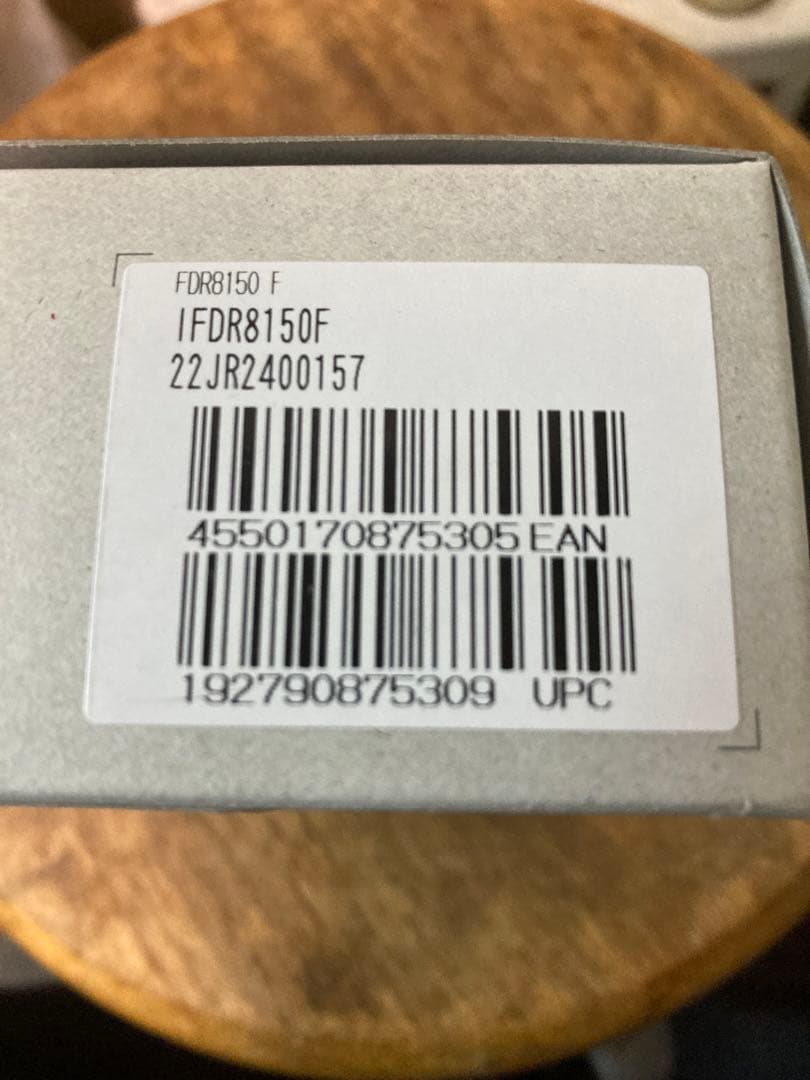 FDR8150 F
IFDR8150F
22JR2400157
4550170875305 EAN
192790875309 UPC